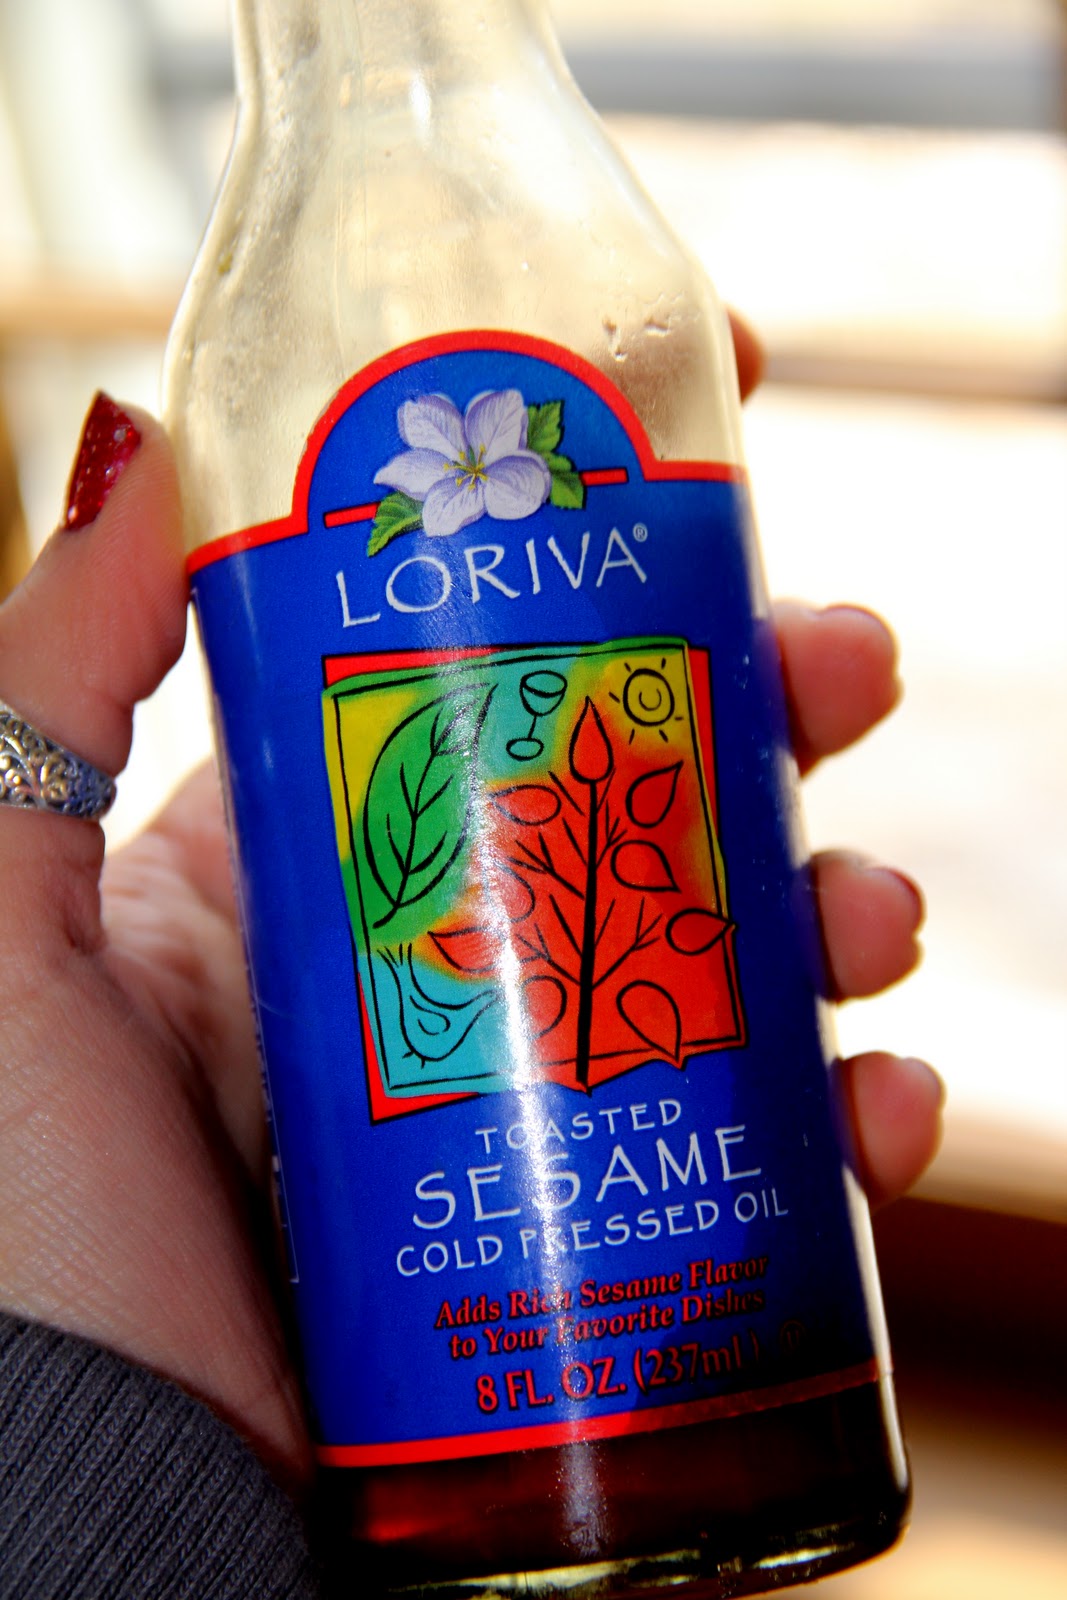 LORIVA®
TOASTED
SESAME
COLD PRESSED OIL
Adds Rich Sesame Flavor
to Your Favorite Dishes
8 FL. OZ. (237ml) Ⓤ